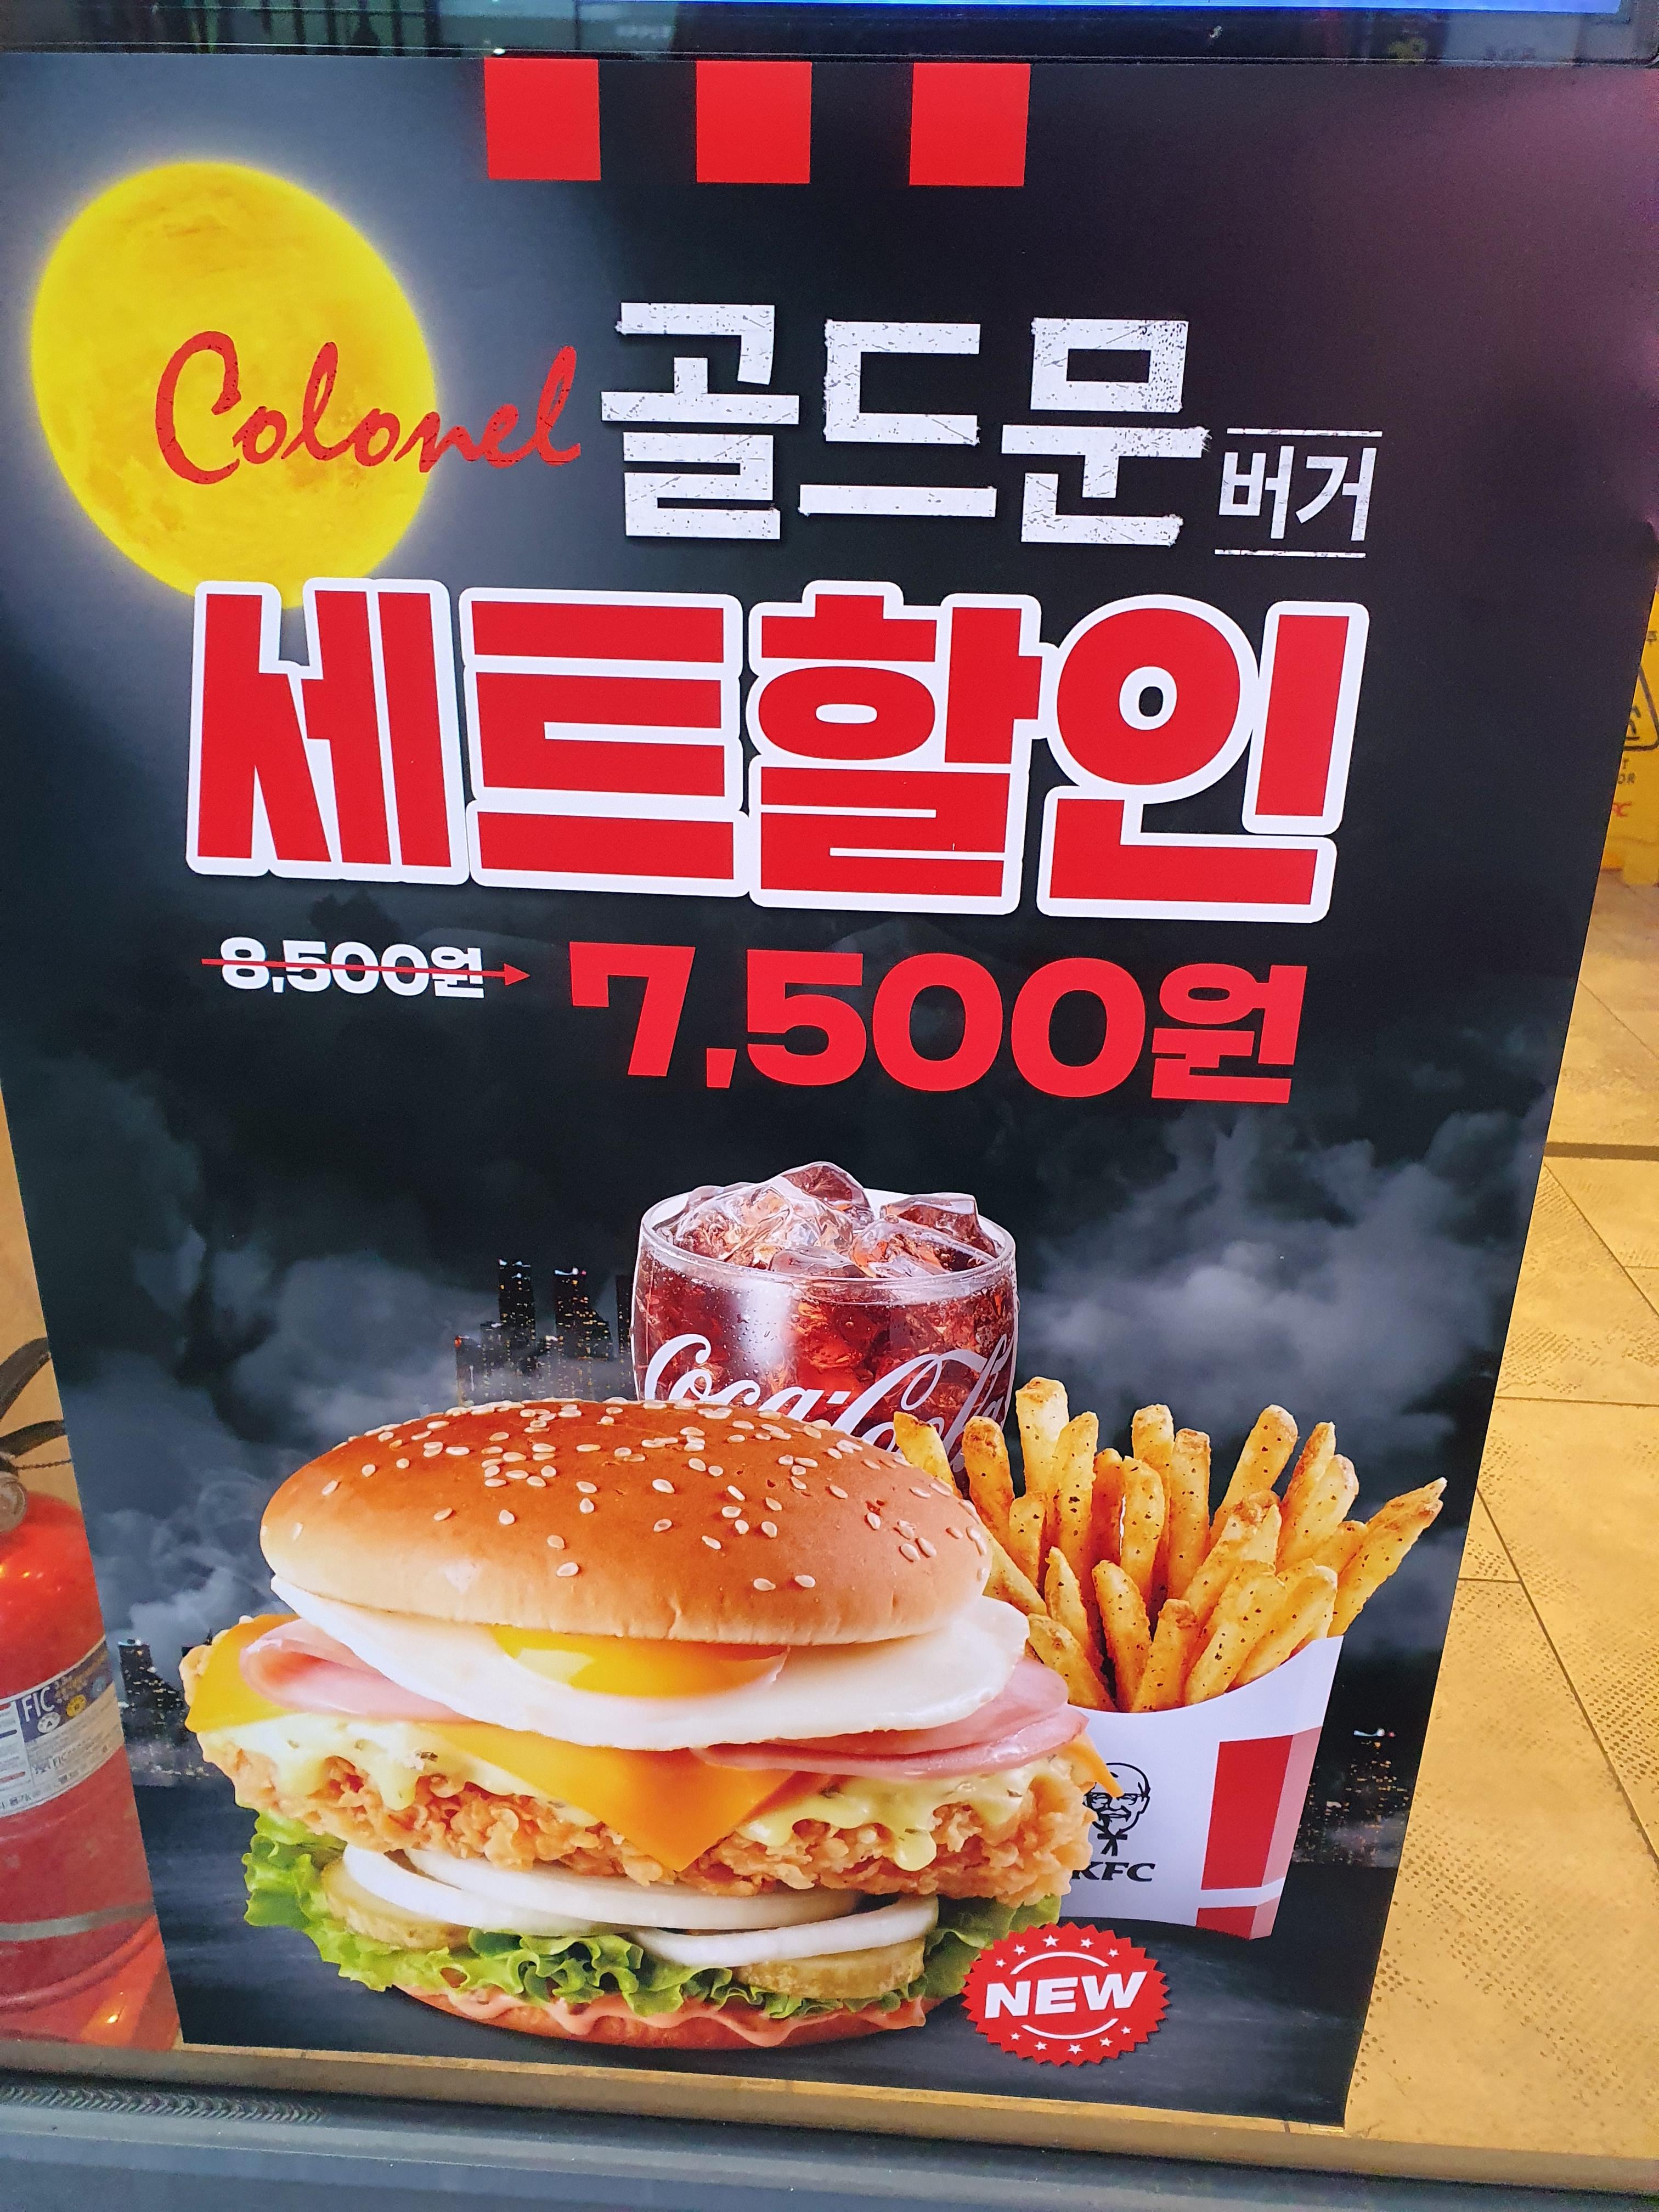 Colonel 골드문 버거
세트할인
8,500원 7,500원
Coca-Cola
KFC
NEW
FIC